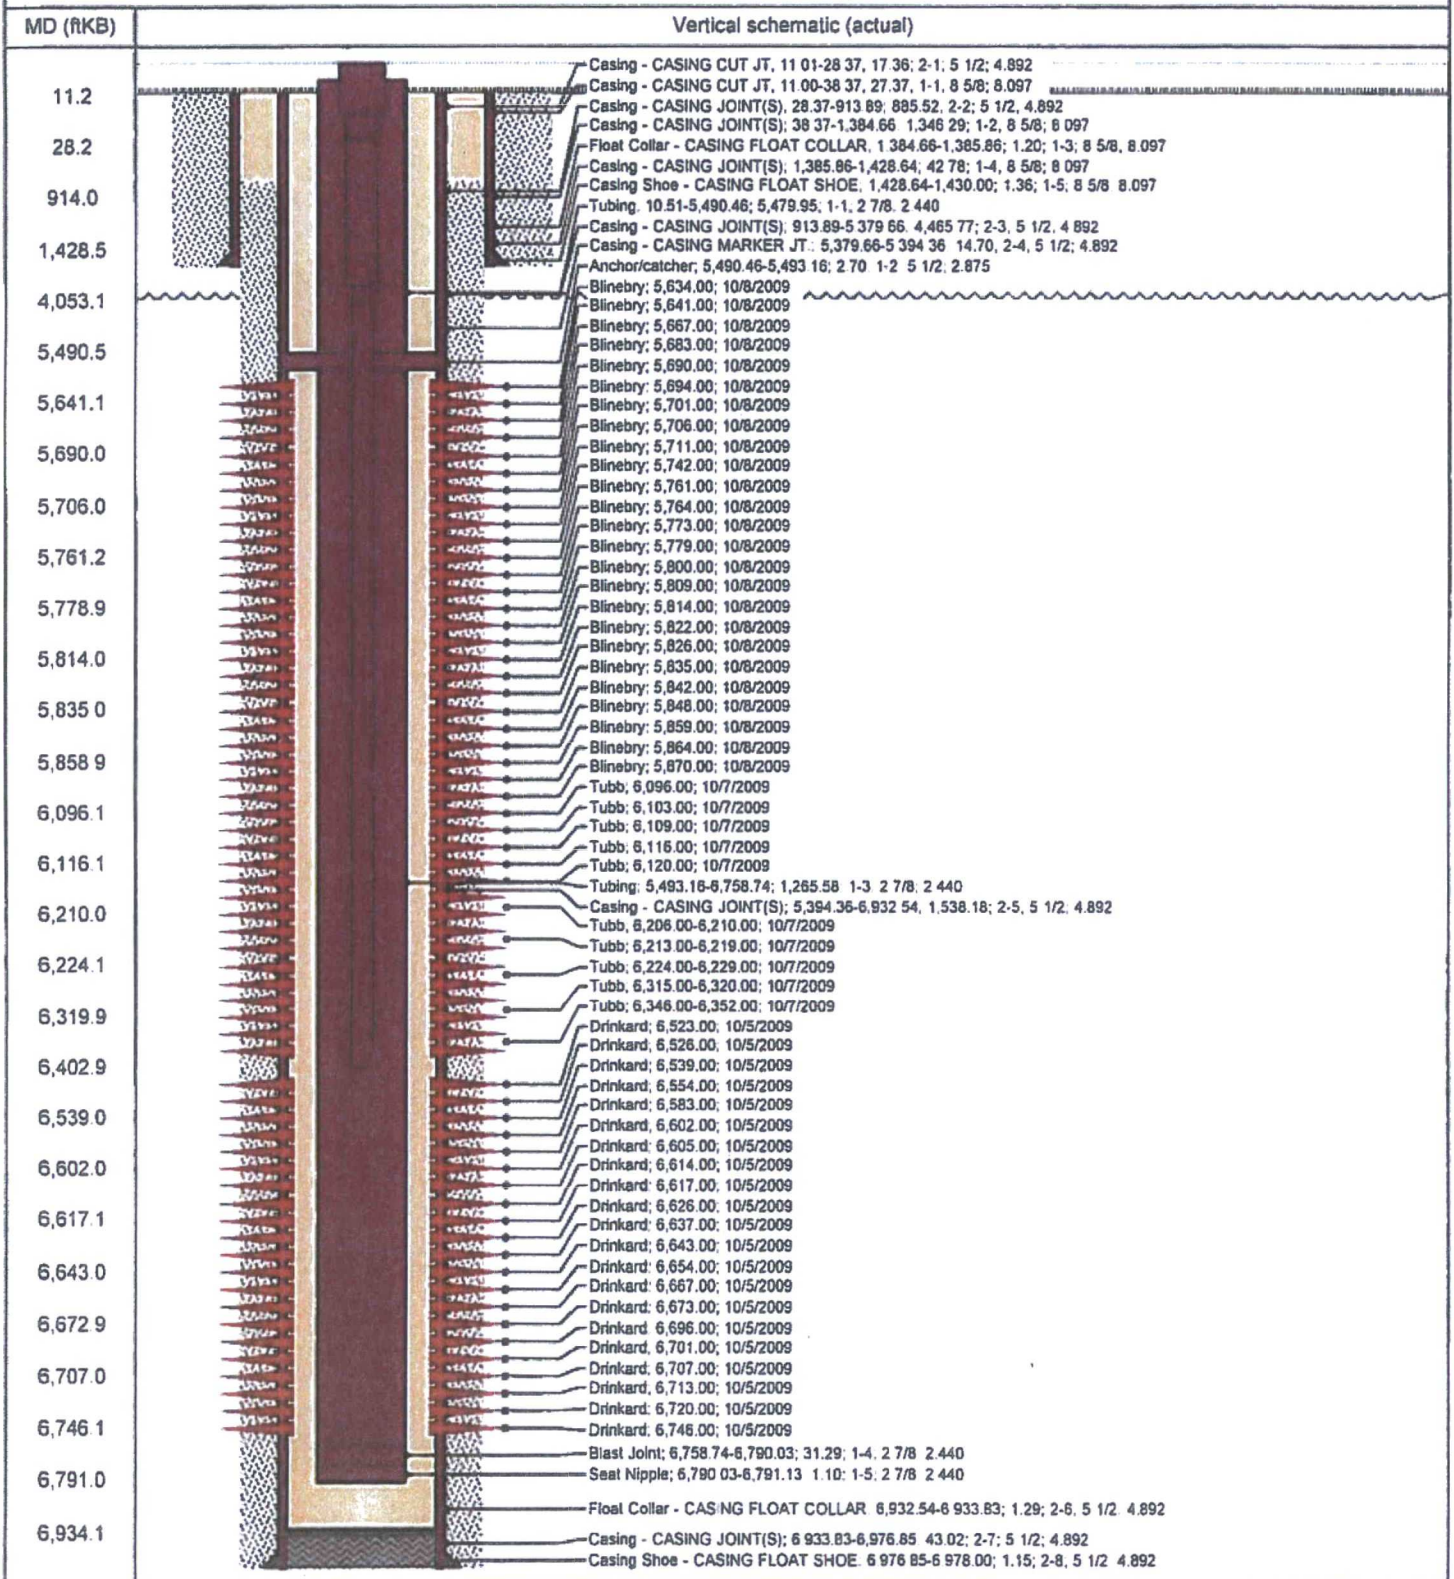 MD (ftKB)
Vertical schematic (actual)
11.2
28.2
914.0
1,428.5
4,053.1
5,490.5
5,641.1
5,690.0
5,706.0
5,761.2
5,778.9
5,814.0
5,835 0
5,858 9
6,096.1
6,116.1
6,210.0
6,224.1
6,319.9
6,402.9
6,539.0
6,602.0
6,617.1
6,643.0
6,672.9
6,707.0
6,746.1
6,791.0
6,934.1
Casing - CASING CUT JT, 11 01-28 37, 17.36; 2-1; 5 1/2; 4.892
Casing - CASING CUT JT, 11.00-38 37, 27.37, 1-1, 8 5/8; 8.097
Casing - CASING JOINT(S), 28.37-913 89; 885.52, 2-2; 5 1/2, 4.892
Casing - CASING JOINT(S); 38 37-1,384.66 1,346 29; 1-2, 8 5/8; 8 097
Float Collar - CASING FLOAT COLLAR, 1.384.66-1,385.86; 1.20; 1-3; 8 5/8, 8.097
Casing - CASING JOINT(S); 1,385.86-1,428.64; 42 78; 1-4, 8 5/8; 8 097
Casing Shoe - CASING FLOAT SHOE; 1,428.64-1,430.00; 1.36, 1-5; 8 5/8 8.097
Tubing. 10.51-5,490.46; 5,479.95; 1-1, 2 7/8. 2 440
Casing - CASING JOINT(S); 913.89-5 379 66, 4,465 77; 2-3, 5 1/2, 4 892
Casing - CASING MARKER JT.; 5,379.66-5 394 36 14.70, 2-4, 5 1/2; 4.892
Anchor/catcher; 5,490.46-5,493.16; 2.70 1-2 5 1/2; 2.875
Blinebry; 5,634.00; 10/8/2009
Blinebry; 5,641.00; 10/8/2009
Blinebry; 5,667.00; 10/8/2009
Blinebry; 5,683.00; 10/8/2009
Blinebry; 5,690.00; 10/8/2009
Blinebry; 5,694.00; 10/8/2009
Blinebry; 5,701.00; 10/8/2009
Blinebry; 5,706.00; 10/8/2009
Blinebry; 5,711.00; 10/8/2009
Blinebry; 5,742.00; 10/8/2009
Blinebry; 5,761.00; 10/8/2009
Blinebry; 5,764.00; 10/8/2009
Blinebry; 5,773.00; 10/8/2009
Blinebry; 5,779.00; 10/8/2009
Blinebry; 5,800.00; 10/8/2009
Blinebry; 5,809.00; 10/8/2009
Blinebry; 5,814.00; 10/8/2009
Blinebry; 5,822.00; 10/8/2009
Blinebry; 5,826.00; 10/8/2009
Blinebry; 5,835.00; 10/8/2009
Blinebry; 5,842.00; 10/8/2009
Blinebry; 5,848.00; 10/8/2009
Blinebry; 5,859.00; 10/8/2009
Blinebry; 5,864.00; 10/8/2009
Blinebry; 5,870.00; 10/8/2009
Tubb; 6,096.00; 10/7/2009
Tubb; 6,103.00; 10/7/2009
Tubb; 6,109.00; 10/7/2009
Tubb; 6,116.00; 10/7/2009
Tubb; 6,120.00; 10/7/2009
Tubing; 5,493.16-6,758.74; 1,265.58 1-3 2 7/8; 2 440
Casing - CASING JOINT(S); 5,394.36-6,932 54, 1,538.18; 2-5, 5 1/2, 4.892
Tubb; 6,206.00-6,210.00; 10/7/2009
Tubb; 6,213.00-6,219.00; 10/7/2009
Tubb; 6,224.00-6,229.00; 10/7/2009
Tubb; 6,315.00-6,320.00; 10/7/2009
Tubb; 6,346.00-6,352.00; 10/7/2009
Drinkard; 6,523.00; 10/5/2009
Drinkard; 6,526.00; 10/5/2009
Drinkard; 6,539.00; 10/5/2009
Drinkard; 6,554.00; 10/5/2009
Drinkard; 6,583.00; 10/5/2009
Drinkard; 6,602.00; 10/5/2009
Drinkard; 6,605.00; 10/5/2009
Drinkard; 6,614.00; 10/5/2009
Drinkard; 6,617.00; 10/5/2009
Drinkard; 6,626.00; 10/5/2009
Drinkard; 6,637.00; 10/5/2009
Drinkard; 6,643.00; 10/5/2009
Drinkard; 6,654.00; 10/5/2009
Drinkard; 6,667.00; 10/5/2009
Drinkard; 6,673.00; 10/5/2009
Drinkard 6,696.00; 10/5/2009
Drinkard; 6,701.00; 10/5/2009
Drinkard; 6,707.00; 10/5/2009
Drinkard; 6,713.00; 10/5/2009
Drinkard; 6,720.00; 10/5/2009
Drinkard; 6,746.00; 10/5/2009
Blast Joint; 6,758.74-6,790.03; 31.29; 1-4. 2 7/8 2.440
Seat Nipple; 6,790 03-6,791.13 1.10; 1-5; 2 7/8 2 440
Float Collar - CASING FLOAT COLLAR 6,932.54-6 933.83; 1.29; 2-6, 5 1/2 4.892
Casing - CASING JOINT(S); 6 933.83-6,976.85 43.02; 2-7; 5 1/2; 4.892
Casing Shoe - CASING FLOAT SHOE. 6 976 85-6 978.00; 1.15; 2-8, 5 1/2 4.892